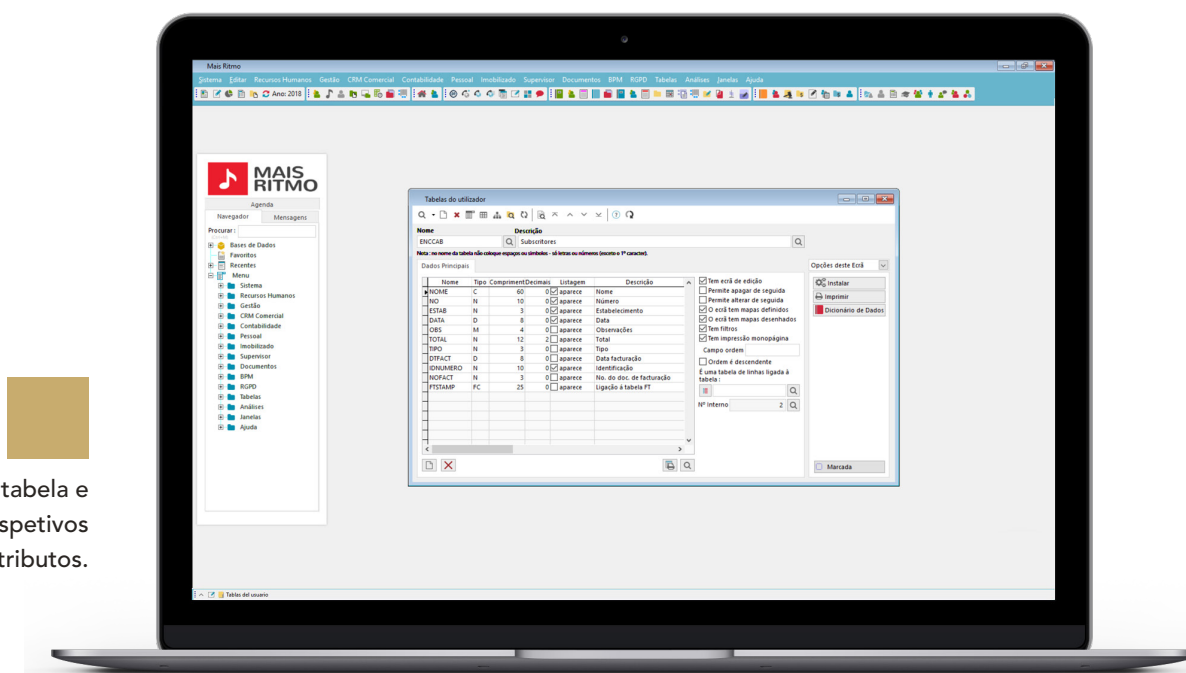 Mais Ritmo
Sistema Editar Recursos Humanos Gestão CRM Comercial Contabilidade Pessoal Imobilizado Supervisor Documentos BPM RGPD Tabelas Análises Janelas Ajuda
Ano: 2018
MAIS
RITMO
Agenda
Navegador Mensagens
Procurar :
Bases de Dados
Favoritos
Recentes
Menu
Sistema
Recursos Humanos
Gestão
CRM Comercial
Contabilidade
Pessoal
Imobilizado
Supervisor
Documentos
BPM
RGPD
Tabelas
Análises
Janelas
Ajuda
Tabelas do utilizador
Nome Descrição
ENCCAB Subscritores
Nota : no nome da tabela não coloque espaços ou simbolos - só letras ou números (exceto o 1º caracter).
Dados Principais
Nome Tipo Compriment Decimais Listagem Descrição
NOME C 60 0 aparece Nome
NO N 10 0 aparece Número
ESTAB N 3 0 aparece Estabelecimento
DATA D 8 0 aparece Data
OBS M 4 0 aparece Observações
TOTAL N 12 2 aparece Total
TIPO N 3 0 aparece Tipo
DTFACT D 8 0 aparece Data facturação
IDNUMERO N 10 0 aparece Identificação
NOFACT N 3 0 aparece No. do doc. de facturação
FTSTAMP FC 25 0 aparece Ligação á tabela FT
Tem ecrã de edição
Permite apagar de seguida
Permite alterar de seguida
O ecrã tem mapas definidos
O ecrã tem mapas desenhados
Tem filtros
Tem impressão monopágina
Campo ordem
Ordem é descendente
É uma tabela de linhas ligada à
tabela :
Nº Interno 2
Opções deste Ecrã
Instalar
Imprimir
Dicionário de Dados
Marcada
Tablas del usuario
tabela e
spetivos
tributos.